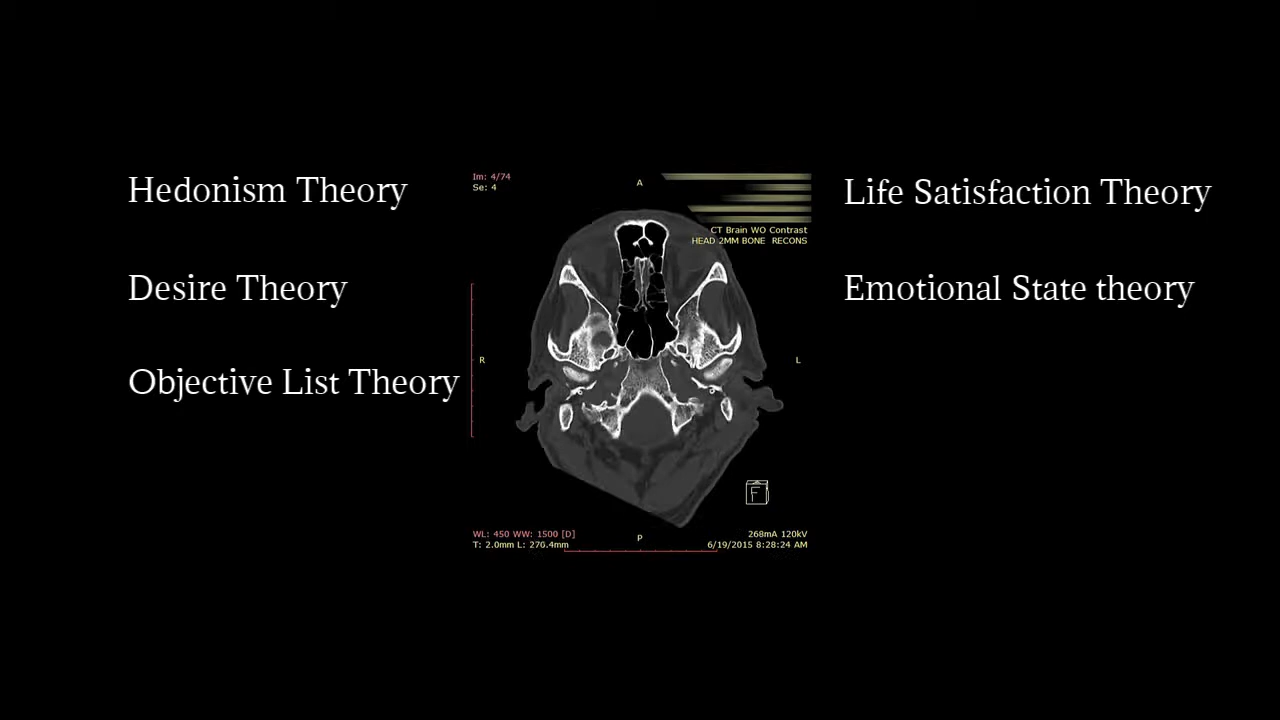 Hedonism Theory
Desire Theory
Objective List Theory
Im: 4/74
Se: 4
A
CT Brain WO Contrast
HEAD 2MM BONE RECONS
R
L
F
WL: 450 WW: 1500 [D]
T: 2.0mm L: 270.4mm
P
268mA 120kV
6/19/2015 8:28:24 AM
Life Satisfaction Theory
Emotional State theory